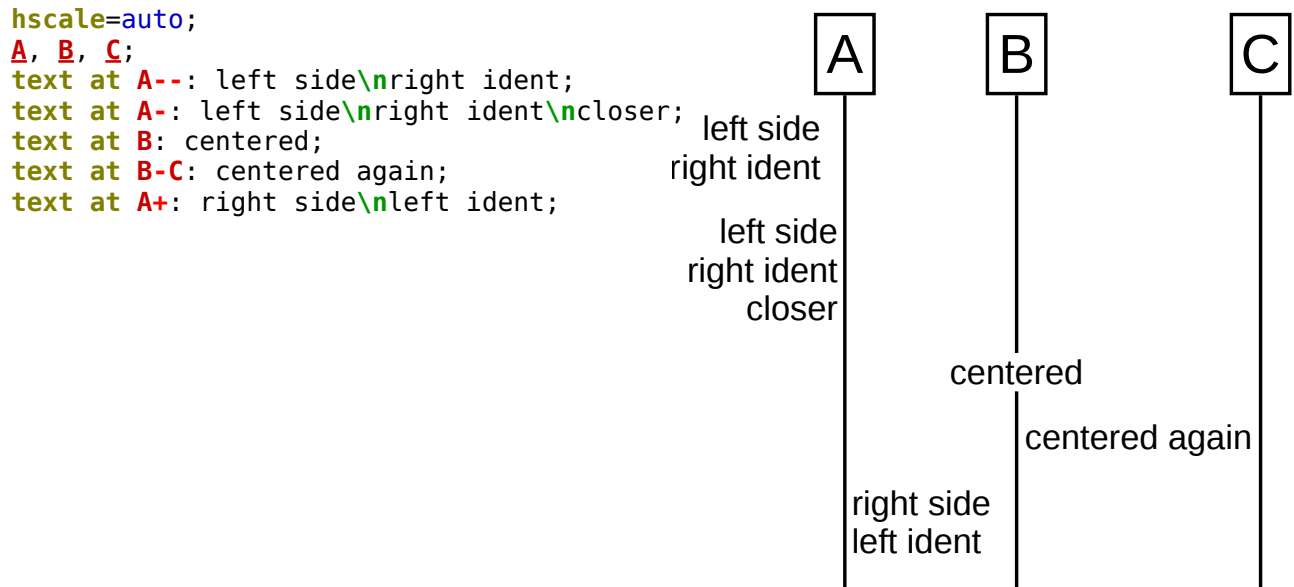 hscale=auto;
A, B, C;
text at A--: left side\nright ident;
text at A-: left side\nright ident\ncloser;
text at B: centered;
text at B-C: centered again;
text at A+: right side\nleft ident;
A B C
left side
right ident
left side
right ident
closer
centered
centered again
right side
left ident